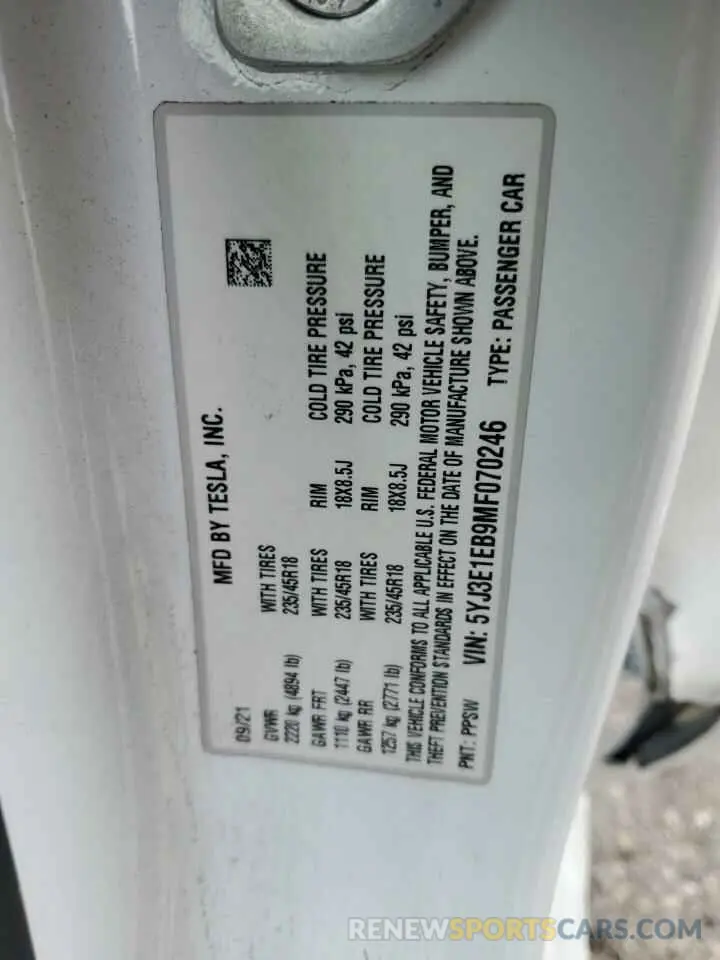 MFD BY TESLA, INC.
09/21
GVWR WITH TIRES
2220 kg (4894 lb) 235/45R18
GAWR FRT WITH TIRES RIM COLD TIRE PRESSURE
1110 kg (2447 lb) 235/45R18 18X8.5J 290 kPa, 42 psi
GAWR RR WITH TIRES RIM COLD TIRE PRESSURE
1257 kg (2771 lb) 235/45R18 18X8.5J 290 kPa, 42 psi
THIS VEHICLE CONFORMS TO ALL APPLICABLE U.S. FEDERAL MOTOR VEHICLE SAFETY, BUMPER, AND
THEFT PREVENTION STANDARDS IN EFFECT ON THE DATE OF MANUFACTURE SHOWN ABOVE.
PNT: PPSW VIN: 5YJ3E1EB9MF070246 TYPE: PASSENGER CAR
RENEWSPORTSCAR.COM